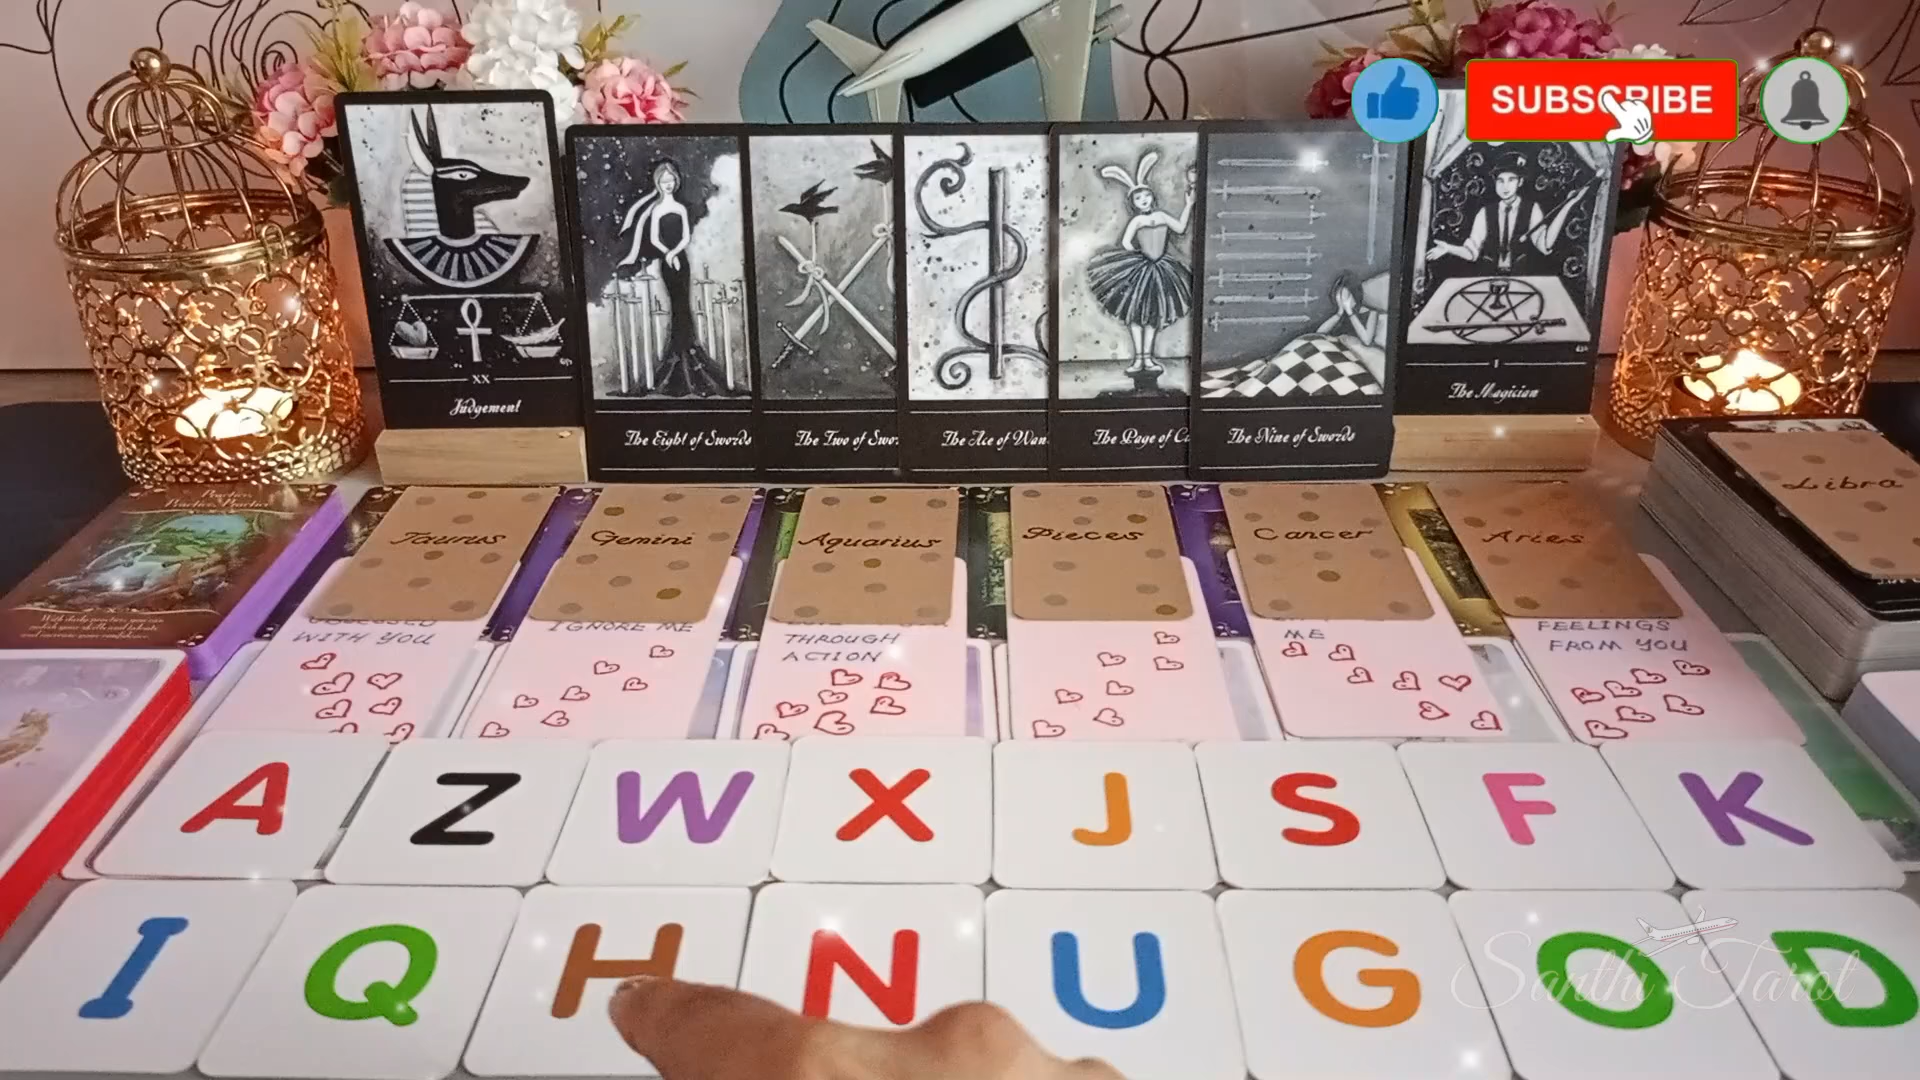 SUBSCRIBE
XX
Judgement
The Eight of Swords
The Two of Swo
The Ace of Wan
The Page of C
The Nine of Swords
I
The Magician
Taurus
Gemini
Aquarius
Pieces
Cancer
Aries
Libra
WITH YOU
IGNORE ME
THROUGH
ACTION
ME
FEELINGS
FROM YOU
A Z W X J S F K
I Q H N U G O D
Santhi Tarot